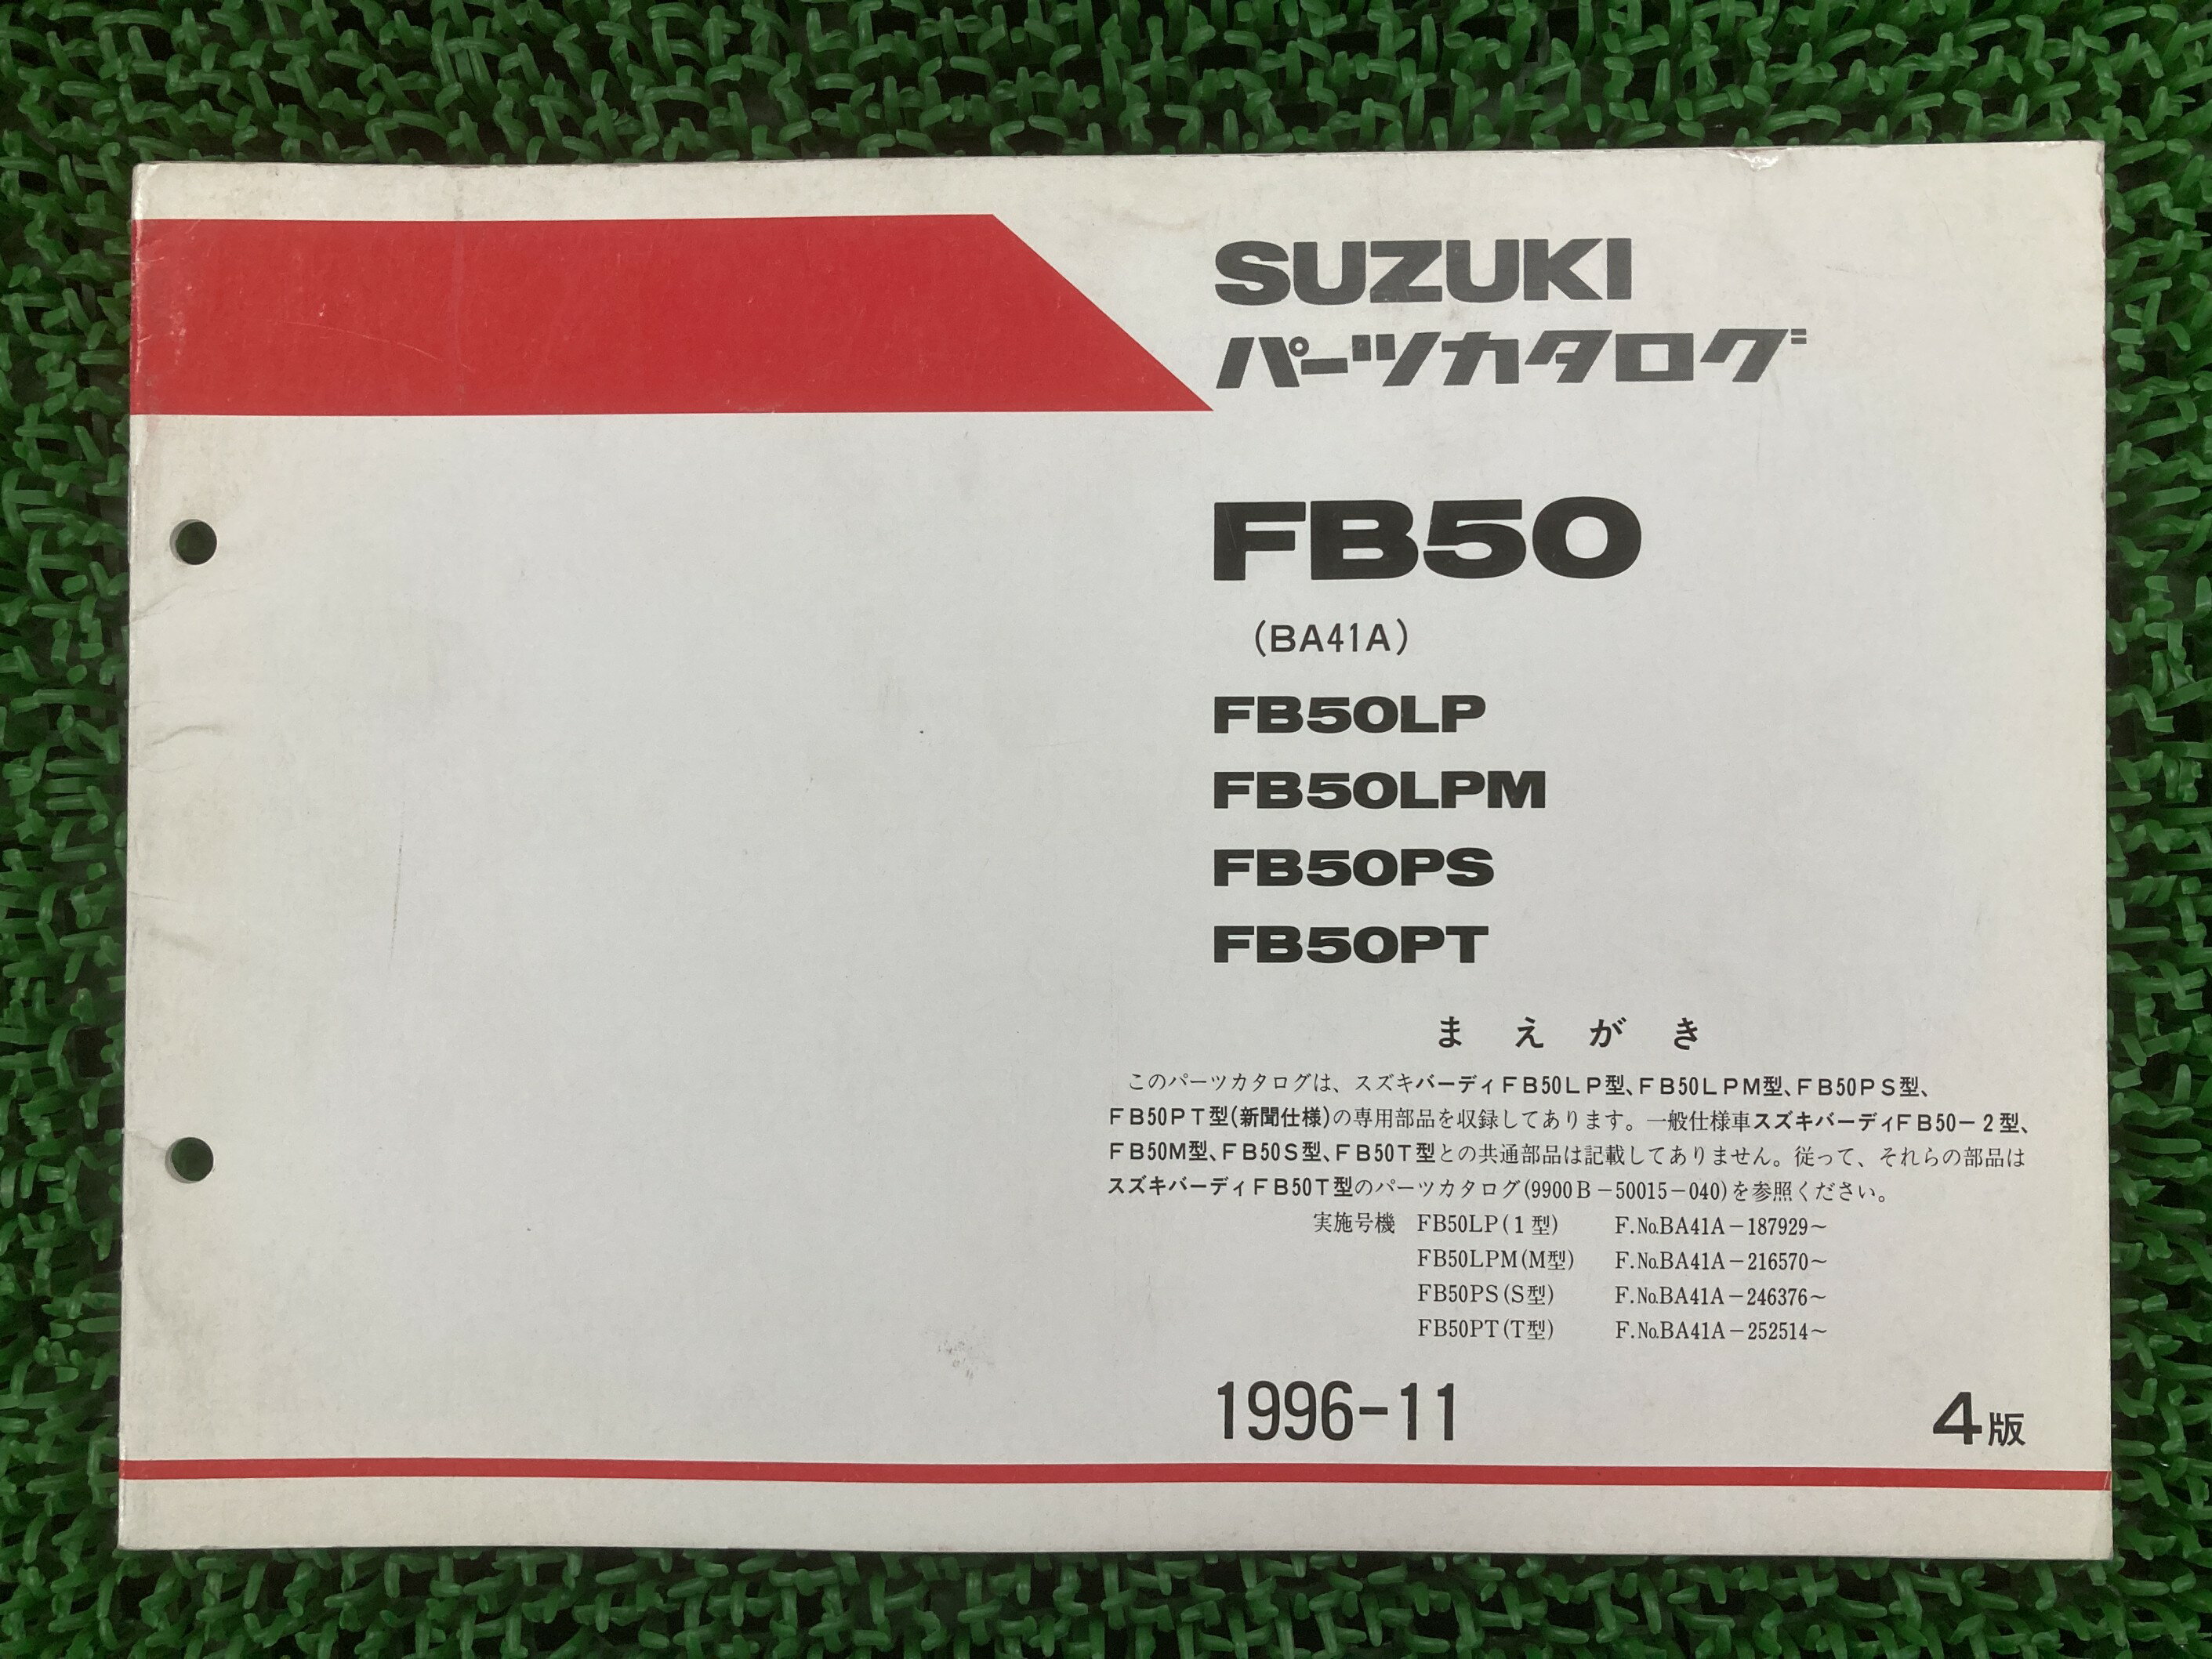 SUZUKI
パーツカタログ
FB50
(BA41A)
FB50LP
FB50LPM
FB50PS
FB50PT
まえがき
このパーツカタログは、スズキバーディFB50LP型、FB50LPM型、FB50PS型、
FB50PT型(新聞仕様)の専用部品を収録してあります。一般仕様車スズキバーディFB50-2型、
FB50M型、FB50S型、FB50T型との共通部品は記載してありません。従って、それらの部品は
スズキバーディFB50T型のパーツカタログ(9900B-50015-040)を参照ください。
実施号機 FB50LP(1型) F.No.BA41A-187929~
FB50LPM(M型) F.No.BA41A-216570~
FB50PS(S型) F.No.BA41A-246376~
FB50PT(T型) F.No.BA41A-252514~
1996-11 4版